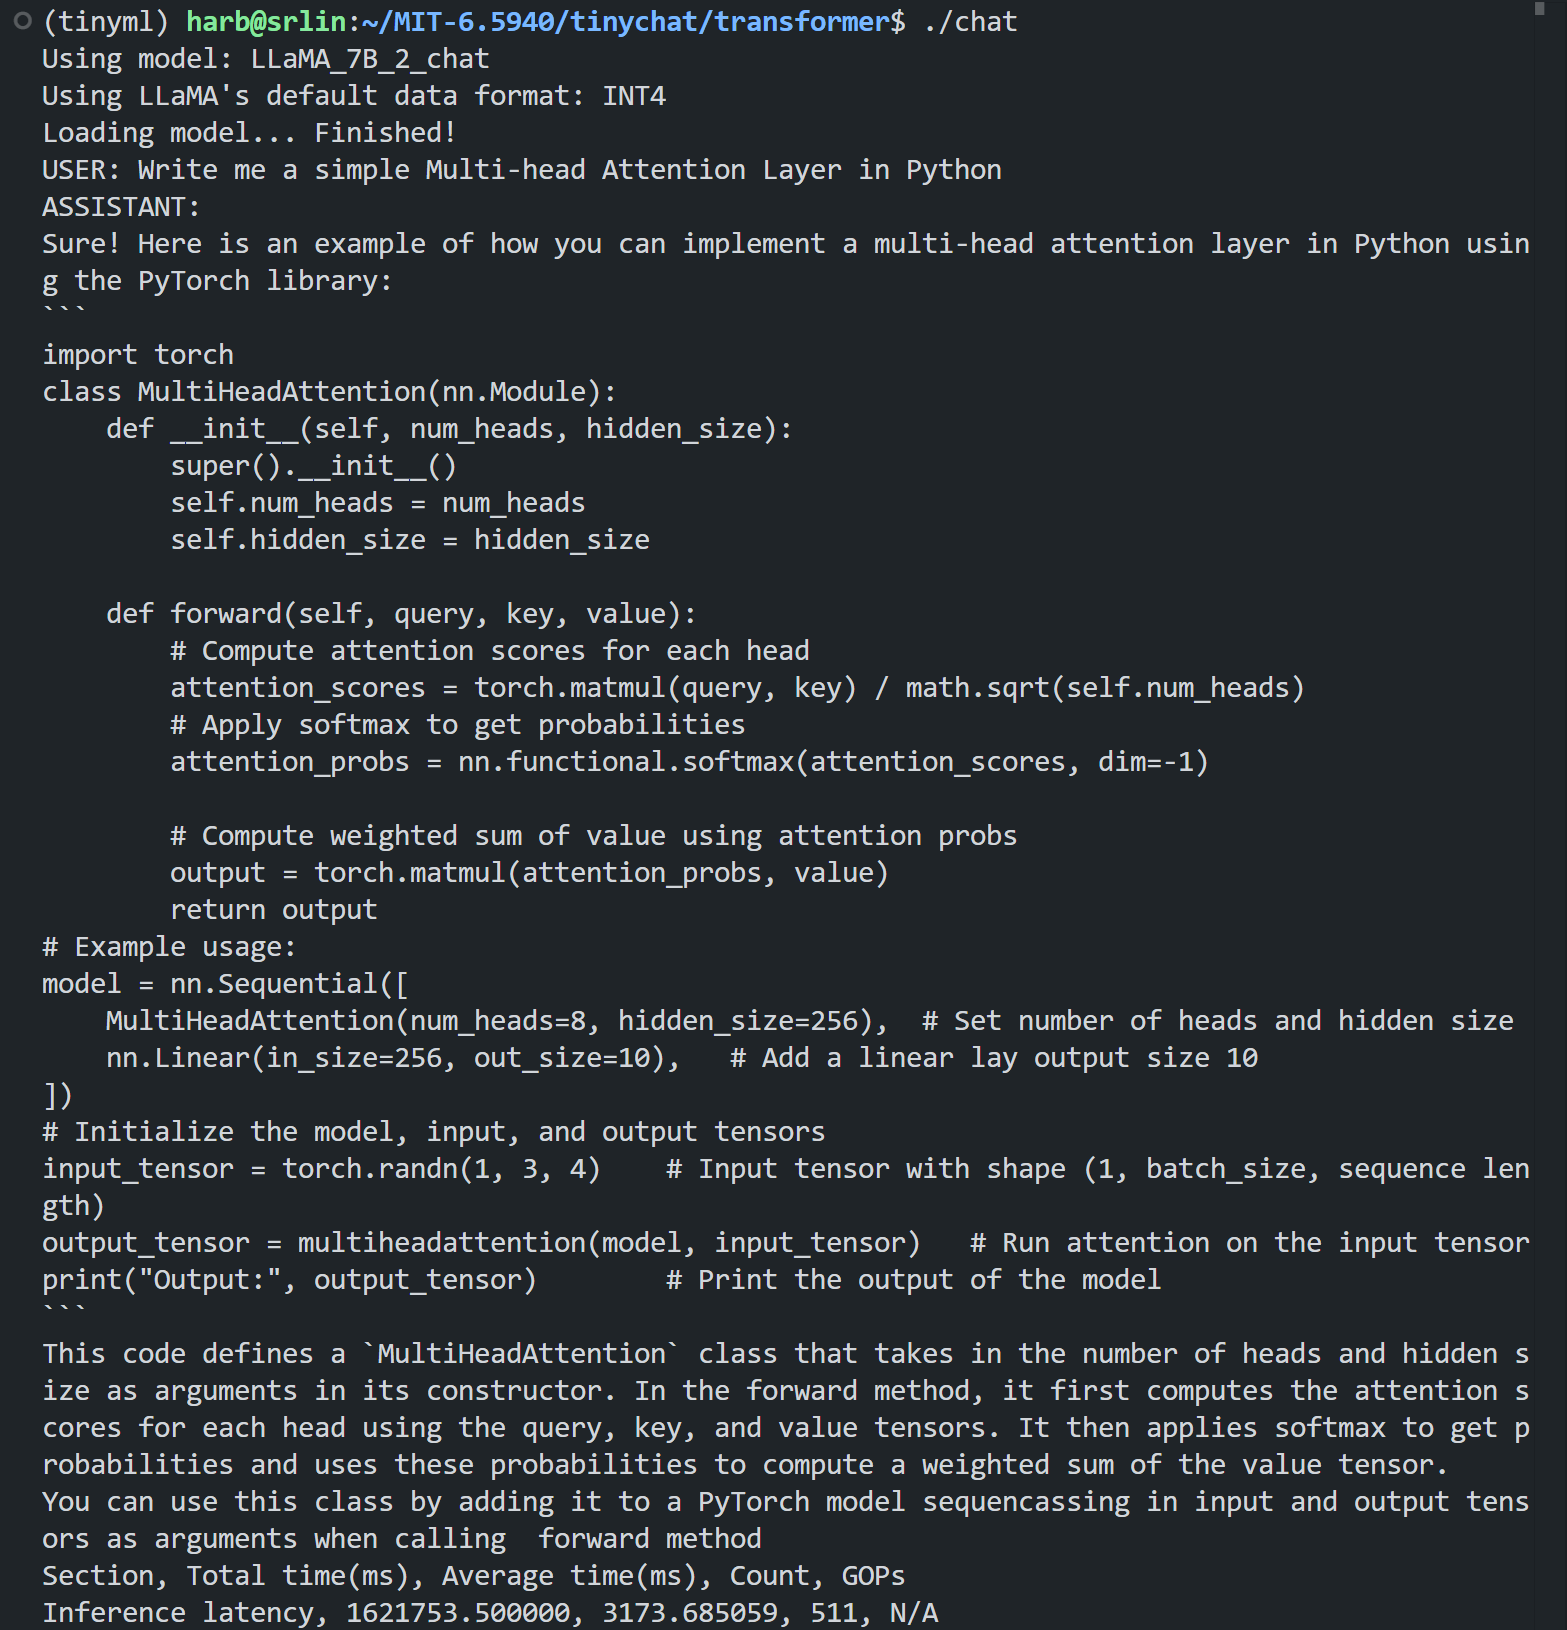 (tinyml) harb@srlin:~/MIT-6.5940/tinychat/transformer$ ./chat
Using model: LLaMA_7B_2_chat
Using LLaMA's default data format: INT4
Loading model... Finished!
USER: Write me a simple Multi-head Attention Layer in Python
ASSISTANT:
Sure! Here is an example of how you can implement a multi-head attention layer in Python usin
g the PyTorch library:
```
import torch
class MultiHeadAttention(nn.Module):
    def __init__(self, num_heads, hidden_size):
        super().__init__()
        self.num_heads = num_heads
        self.hidden_size = hidden_size

    def forward(self, query, key, value):
        # Compute attention scores for each head
        attention_scores = torch.matmul(query, key) / math.sqrt(self.num_heads)
        # Apply softmax to get probabilities
        attention_probs = nn.functional.softmax(attention_scores, dim=-1)

        # Compute weighted sum of value using attention probs
        output = torch.matmul(attention_probs, value)
        return output
# Example usage:
model = nn.Sequential([
    MultiHeadAttention(num_heads=8, hidden_size=256),  # Set number of heads and hidden size
    nn.Linear(in_size=256, out_size=10),   # Add a linear lay output size 10
])
# Initialize the model, input, and output tensors
input_tensor = torch.randn(1, 3, 4)    # Input tensor with shape (1, batch_size, sequence len
gth)
output_tensor = multiheadattention(model, input_tensor)   # Run attention on the input tensor
print("Output:", output_tensor)        # Print the output of the model
```
This code defines a `MultiHeadAttention` class that takes in the number of heads and hidden s
ize as arguments in its constructor. In the forward method, it first computes the attention s
cores for each head using the query, key, and value tensors. It then applies softmax to get p
robabilities and uses these probabilities to compute a weighted sum of the value tensor.
You can use this class by adding it to a PyTorch model sequencassing in input and output tens
ors as arguments when calling  forward method
Section, Total time(ms), Average time(ms), Count, GOPs
Inference latency, 1621753.500000, 3173.685059, 511, N/A